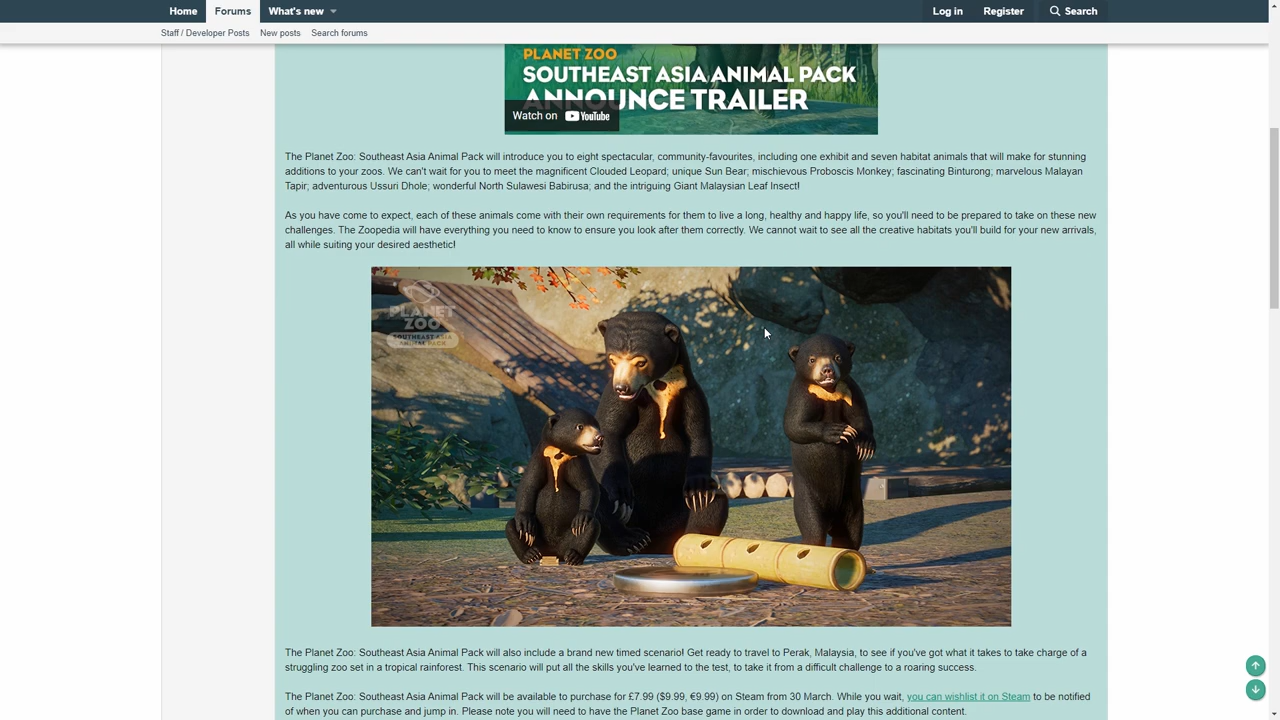 Home Forums What's new Log in Register Search
Staff / Developer Posts New posts Search forums
PLANET ZOO
SOUTHEAST ASIA ANIMAL PACK
ANNOUNCE TRAILER
Watch on YouTube
The Planet Zoo: Southeast Asia Animal Pack will introduce you to eight spectacular, community-favourites, including one exhibit and seven habitat animals that will make for stunning
additions to your zoos. We can't wait for you to meet the magnificent Clouded Leopard; unique Sun Bear; mischievous Proboscis Monkey; fascinating Binturong; marvelous Malayan
Tapir; adventurous Ussuri Dhole; wonderful North Sulawesi Babirusa; and the intriguing Giant Malaysian Leaf Insect!
As you have come to expect, each of these animals come with their own requirements for them to live a long, healthy and happy life, so you'll need to be prepared to take on these new
challenges. The Zoopedia will have everything you need to know to ensure you look after them correctly. We cannot wait to see all the creative habitats you'll build for your new arrivals,
all while suiting your desired aesthetic!
PLANET
ZOO
SOUTHEAST ASIA
ANIMAL PACK
The Planet Zoo: Southeast Asia Animal Pack will also include a brand new timed scenario! Get ready to travel to Perak, Malaysia, to see if you've got what it takes to take charge of a
struggling zoo set in a tropical rainforest. This scenario will put all the skills you've learned to the test, to take it from a difficult challenge to a roaring success.
The Planet Zoo: Southeast Asia Animal Pack will be available to purchase for £7.99 ($9.99, €9.99) on Steam from 30 March. While you wait, you can wishlist it on Steam to be notified
of when you can purchase and jump in. Please note you will need to have the Planet Zoo base game in order to download and play this additional content.